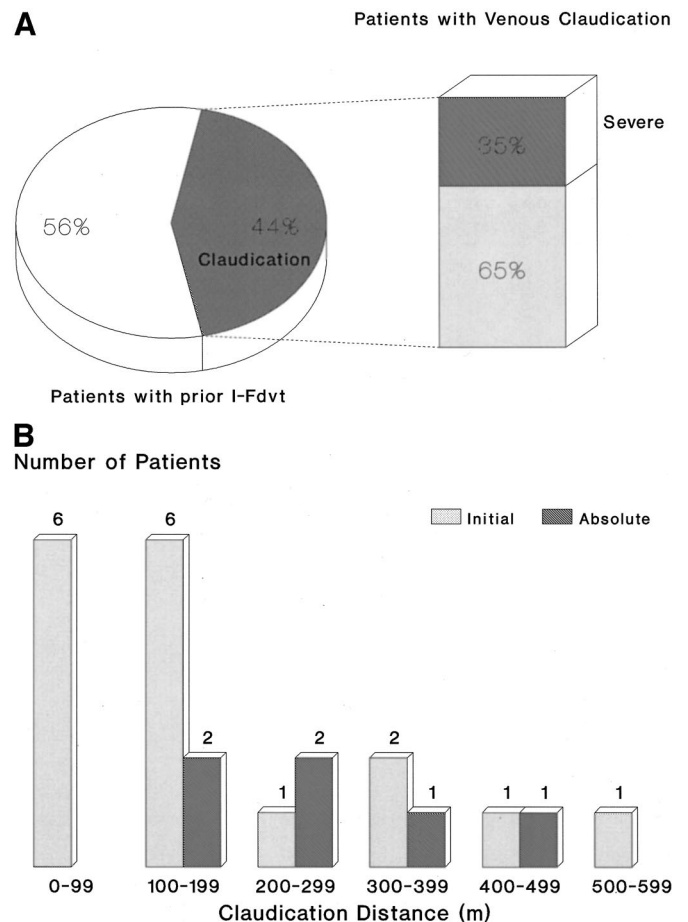 A
Patients with Venous Claudication
Severe
35%
56%
44%
Claudication
65%
Patients with prior I-Fdvt
B
Number of Patients
6
6
Initial
Absolute
2
2
2
1
1
1
1
1
0-99
100-199
200-299
300-399
400-499
500-599
Claudication Distance (m)